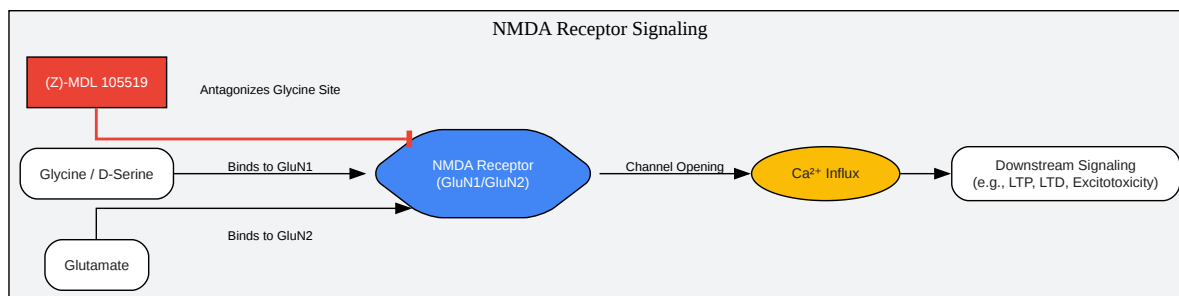 NMDA Receptor Signaling
(Z)-MDL 105519
Antagonizes Glycine Site
Glycine / D-Serine
Binds to GluN1
NMDA Receptor
(GluN1/GluN2)
Channel Opening
Ca²⁺ Influx
Downstream Signaling
(e.g., LTP, LTD, Excitotoxicity)
Binds to GluN2
Glutamate